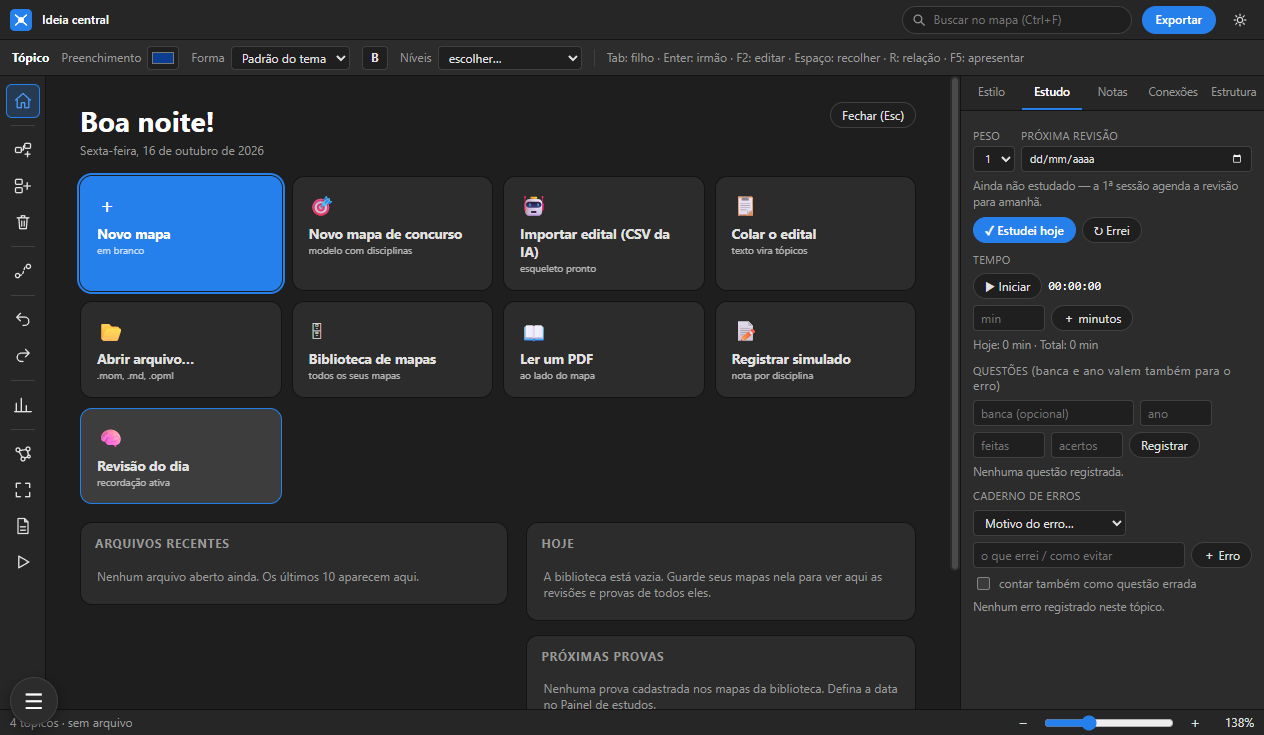 Ideia central
Buscar no mapa (Ctrl+F)
Exportar
Tópico
Preenchimento
Forma
Padrão do tema
B
Níveis
escolher...
Tab: filho · Enter: irmão · F2: editar · Espaço: recolher · R: relação · F5: apresentar
Boa noite!
Sexta-feira, 16 de outubro de 2026
Fechar (Esc)
+
Novo mapa
em branco
Novo mapa de concurso
modelo com disciplinas
Importar edital (CSV da
IA)
esqueleto pronto
Colar o edital
texto vira tópicos
Abrir arquivo...
.mom, .md, .opml
Biblioteca de mapas
todos os seus mapas
Ler um PDF
ao lado do mapa
Registrar simulado
nota por disciplina
Revisão do dia
recordação ativa
ARQUIVOS RECENTES
Nenhum arquivo aberto ainda. Os últimos 10 aparecem aqui.
HOJE
A biblioteca está vazia. Guarde seus mapas nela para ver aqui as
revisões e provas de todos eles.
PRÓXIMAS PROVAS
Nenhuma prova cadastrada nos mapas da biblioteca. Defina a data
no Painel de estudos.
Estilo
Estudo
Notas
Conexões
Estrutura
PESO
PRÓXIMA REVISÃO
1
dd/mm/aaaa
Ainda não estudado — a 1ª sessão agenda a revisão
para amanhã.
✓ Estudei hoje
↻ Errei
TEMPO
▶ Iniciar
00:00:00
min
+ minutos
Hoje: 0 min · Total: 0 min
QUESTÕES (banca e ano valem também para o
erro)
banca (opcional)
ano
feitas
acertos
Registrar
Nenhuma questão registrada.
CADERNO DE ERROS
Motivo do erro...
o que errei / como evitar
+ Erro
contar também como questão errada
Nenhum erro registrado neste tópico.
4 tópicos · sem arquivo
−
+
138%